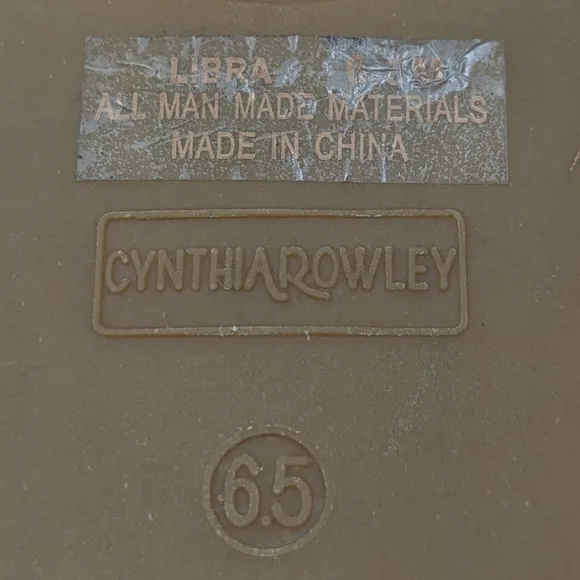 LIBRA
ALL MAN MADE MATERIALS
MADE IN CHINA
CYNTHIAROWLEY
6.5